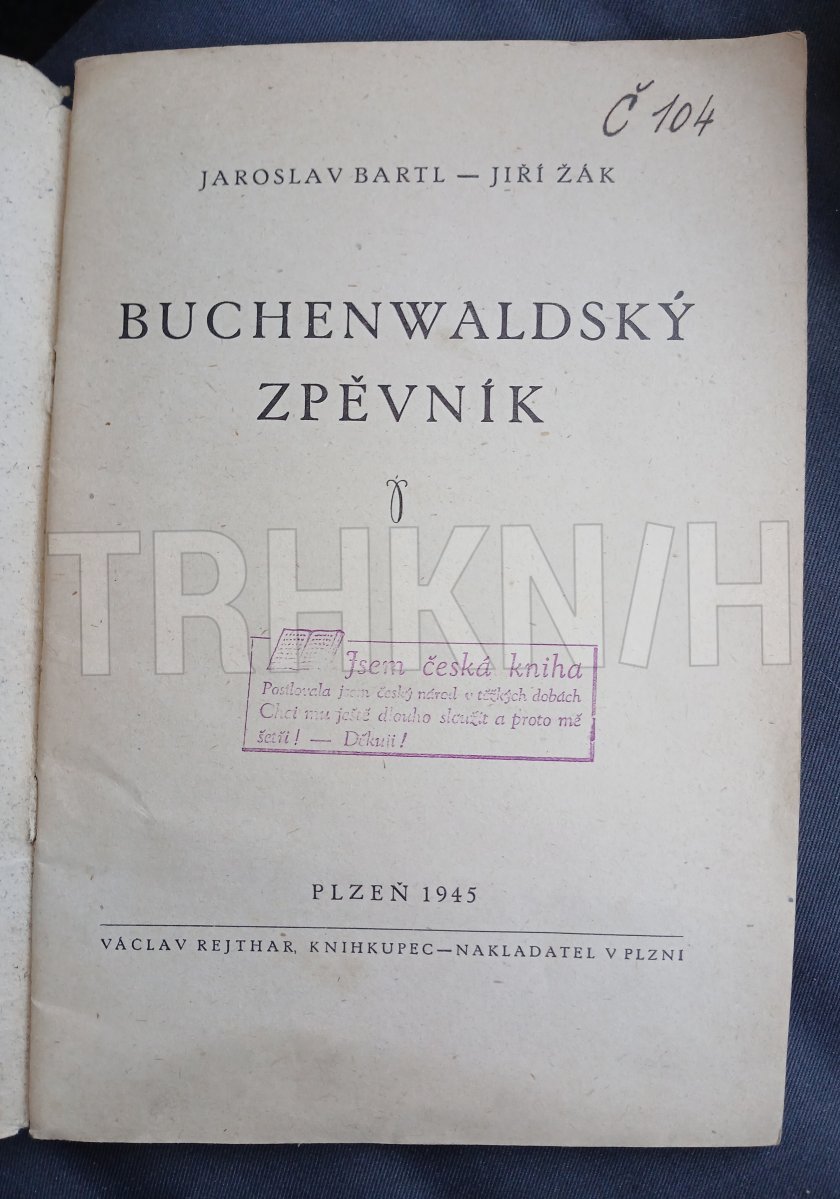 Č 104
JAROSLAV BARTL — JIŘÍ ŽÁK
BUCHENWALDSKÝ
ZPĚVNÍK
TRHKN/H
Jsem česká kniha
Posilovala jsem český národ v těžkých dobách
Chci mu ještě dlouho sloužit a proto mě
šetři! — Děkuji!
PLZEŇ 1945
VÁCLAV REJTHAR, KNIHKUPEC—NAKLADATEL V PLZNI